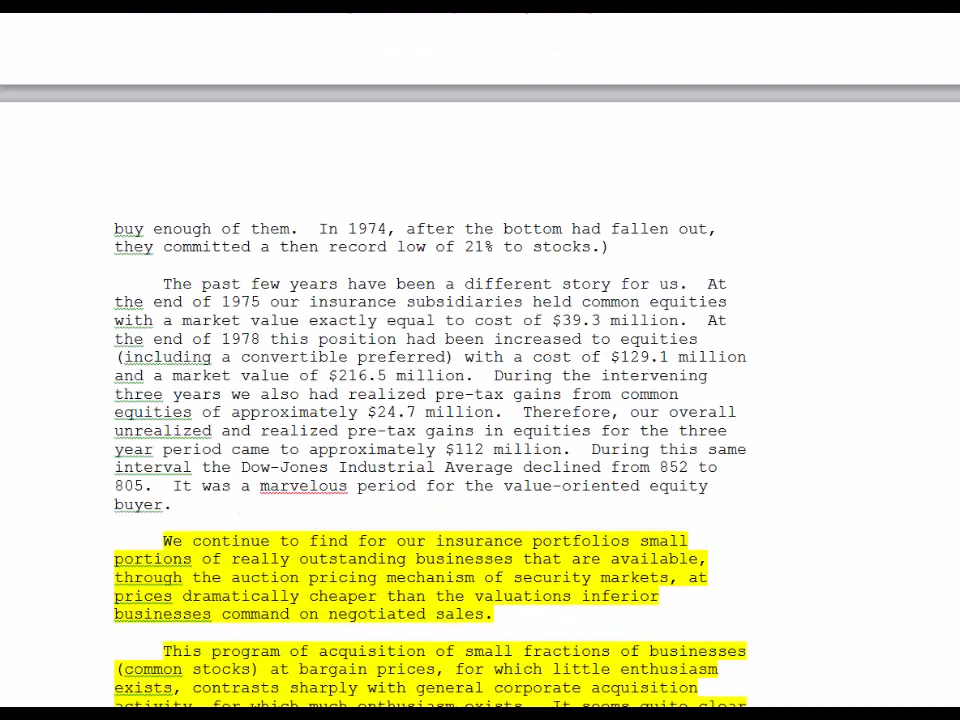 buy enough of them.  In 1974, after the bottom had fallen out,
they committed a then record low of 21% to stocks.)
The past few years have been a different story for us.  At
the end of 1975 our insurance subsidiaries held common equities
with a market value exactly equal to cost of $39.3 million.  At
the end of 1978 this position had been increased to equities
(including a convertible preferred) with a cost of $129.1 million
and a market value of $216.5 million.  During the intervening
three years we also had realized pre-tax gains from common
equities of approximately $24.7 million.  Therefore, our overall
unrealized and realized pre-tax gains in equities for the three
year period came to approximately $112 million.  During this same
interval the Dow-Jones Industrial Average declined from 852 to
805.  It was a marvelous period for the value-oriented equity
buyer.
We continue to find for our insurance portfolios small
portions of really outstanding businesses that are available,
through the auction pricing mechanism of security markets, at
prices dramatically cheaper than the valuations inferior
businesses command on negotiated sales.
This program of acquisition of small fractions of businesses
(common stocks) at bargain prices, for which little enthusiasm
exists, contrasts sharply with general corporate acquisition
activity, for which much enthusiasm exists.  It seems quite clear